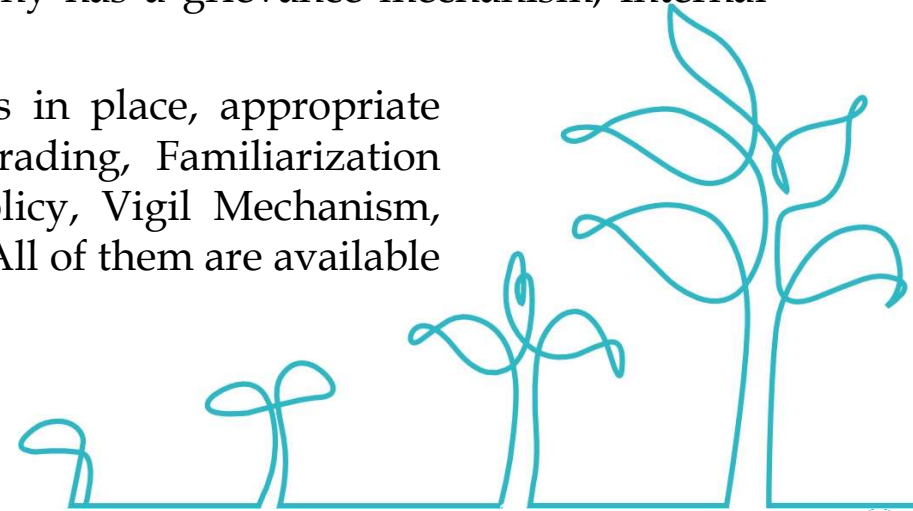 has a grievance mechanism, Internal
in place, appropriate
rading, Familiarization
licy, Vigil Mechanism,
All of them are available